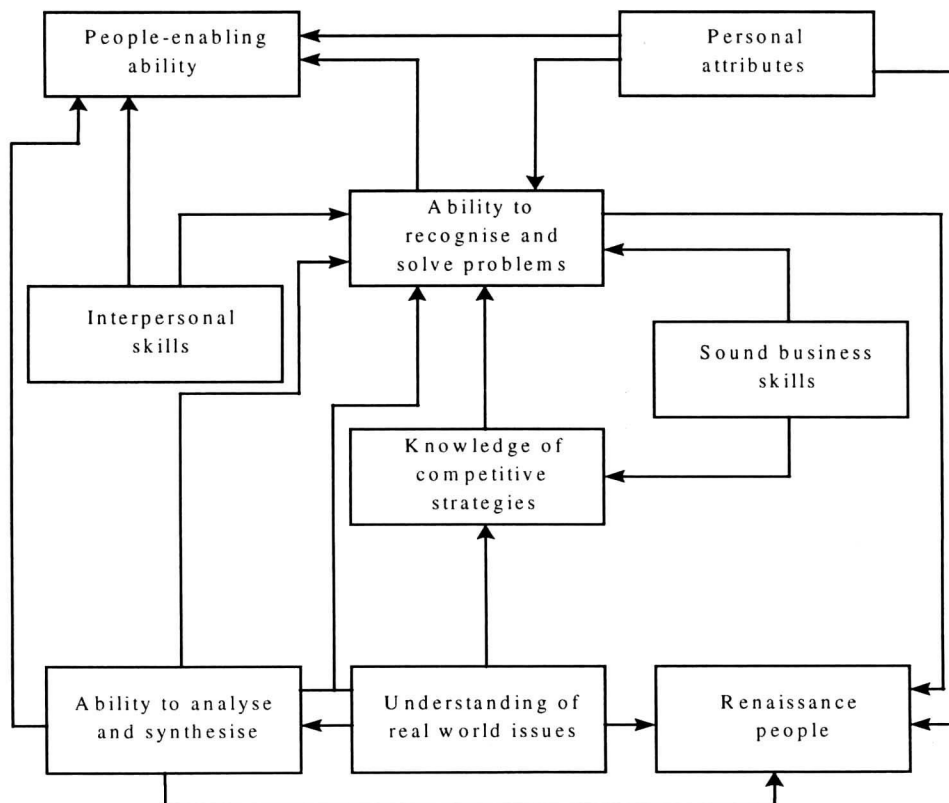 People-enabling
ability
Personal
attributes
Ability to
recognise and
solve problems
Interpersonal
skills
Sound business
skills
Knowledge of
competitive
strategies
Ability to analyse
and synthesise
Understanding of
real world issues
Renaissance
people